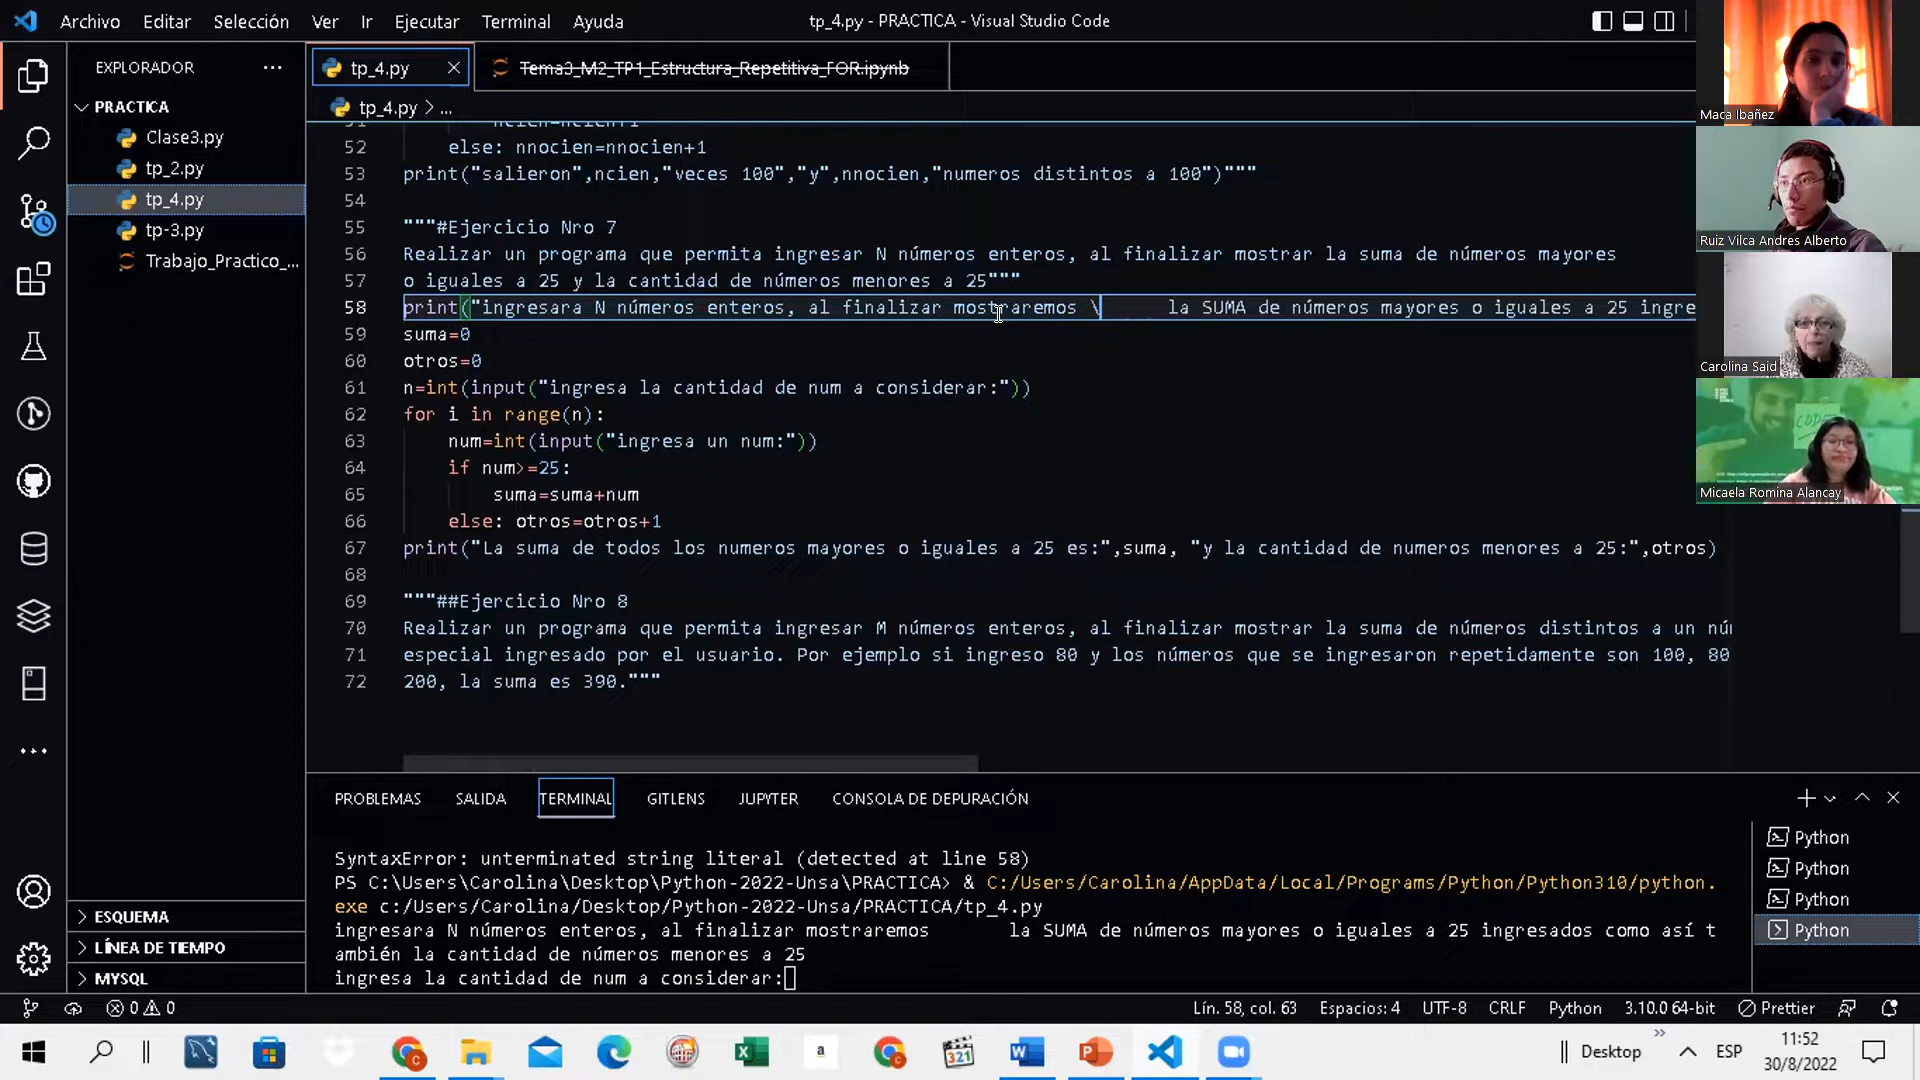 Archivo Editar Selección Ver Ir Ejecutar Terminal Ayuda
tp_4.py - PRACTICA - Visual Studio Code
EXPLORADOR
PRACTICA
Clase3.py
tp_2.py
tp_4.py
tp-3.py
Trabajo_Practico_...
ESQUEMA
LÍNEA DE TIEMPO
MYSQL
tp_4.py
Tema3_M2_TP1_Estructura_Repetitiva_FOR.ipynb
tp_4.py > ...
51 ncien=ncien+1
52 else: nnocien=nnocien+1
53 print("salieron",ncien,"veces 100","y",nnocien,"numeros distintos a 100")"""
54
55 """#Ejercicio Nro 7
56 Realizar un programa que permita ingresar N números enteros, al finalizar mostrar la suma de números mayores
57 o iguales a 25 y la cantidad de números menores a 25"""
58 print("ingresara N números enteros, al finalizar mostraremos \ la SUMA de números mayores o iguales a 25 ingre
59 suma=0
60 otros=0
61 n=int(input("ingresa la cantidad de num a considerar:"))
62 for i in range(n):
63 num=int(input("ingresa un num:"))
64 if num>=25:
65 suma=suma+num
66 else: otros=otros+1
67 print("La suma de todos los numeros mayores o iguales a 25 es:",suma, "y la cantidad de numeros menores a 25:",otros)
68
69 """##Ejercicio Nro 8
70 Realizar un programa que permita ingresar M números enteros, al finalizar mostrar la suma de números distintos a un nú
71 especial ingresado por el usuario. Por ejemplo si ingreso 80 y los números que se ingresaron repetidamente son 100, 80
72 200, la suma es 390."""
PROBLEMAS SALIDA TERMINAL GITLENS JUPYTER CONSOLA DE DEPURACIÓN
SyntaxError: unterminated string literal (detected at line 58)
PS C:\Users\Carolina\Desktop\Python-2022-Unsa\PRACTICA> & C:/Users/Carolina/AppData/Local/Programs/Python/Python310/python.
exe c:/Users/Carolina/Desktop/Python-2022-Unsa/PRACTICA/tp_4.py
ingresara N números enteros, al finalizar mostraremos la SUMA de números mayores o iguales a 25 ingresados como así t
ambién la cantidad de números menores a 25
ingresa la cantidad de num a considerar:
Python
Python
Python
Python
Maca Ibañez
Ruiz Vilca Andres Alberto
Carolina Said
Micaela Romina Alancay
0 0
Lín. 58, col. 63 Espacios: 4 UTF-8 CRLF Python 3.10.0 64-bit Prettier
a
321
Desktop
ESP
11:52
30/8/2022